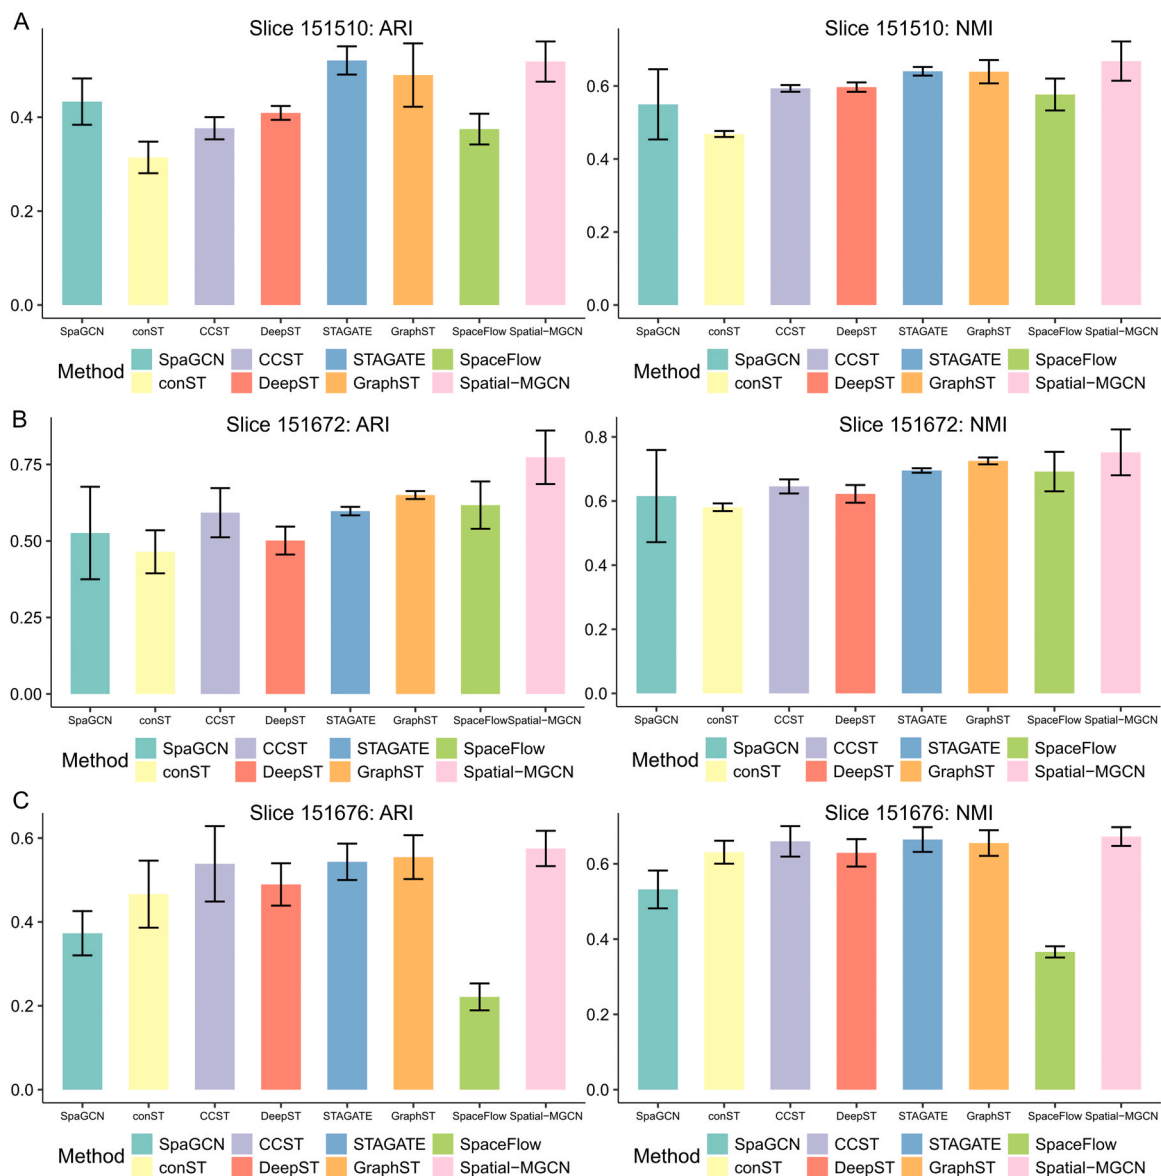 A
Slice 151510: ARI
0.4
0.2
0.0
SpaGCN conST CCST DeepST STAGATE GraphST SpaceFlow Spatial−MGCN
Method SpaGCN CCST STAGATE SpaceFlow
conST DeepST GraphST Spatial−MGCN
Slice 151510: NMI
0.6
0.4
0.2
0.0
SpaGCN conST CCST DeepST STAGATE GraphST SpaceFlow Spatial−MGCN
Method SpaGCN CCST STAGATE SpaceFlow
conST DeepST GraphST Spatial−MGCN
B
Slice 151672: ARI
0.75
0.50
0.25
0.00
SpaGCN conST CCST DeepST STAGATE GraphST SpaceFlow Spatial−MGCN
Method SpaGCN CCST STAGATE SpaceFlow
conST DeepST GraphST Spatial−MGCN
Slice 151672: NMI
0.8
0.6
0.4
0.2
0.0
SpaGCN conST CCST DeepST STAGATE GraphST SpaceFlow Spatial−MGCN
Method SpaGCN CCST STAGATE SpaceFlow
conST DeepST GraphST Spatial−MGCN
C
Slice 151676: ARI
0.6
0.4
0.2
0.0
SpaGCN conST CCST DeepST STAGATE GraphST SpaceFlow Spatial−MGCN
Method SpaGCN CCST STAGATE SpaceFlow
conST DeepST GraphST Spatial−MGCN
Slice 151676: NMI
0.6
0.4
0.2
0.0
SpaGCN conST CCST DeepST STAGATE GraphST SpaceFlow Spatial−MGCN
Method SpaGCN CCST STAGATE SpaceFlow
conST DeepST GraphST Spatial−MGCN